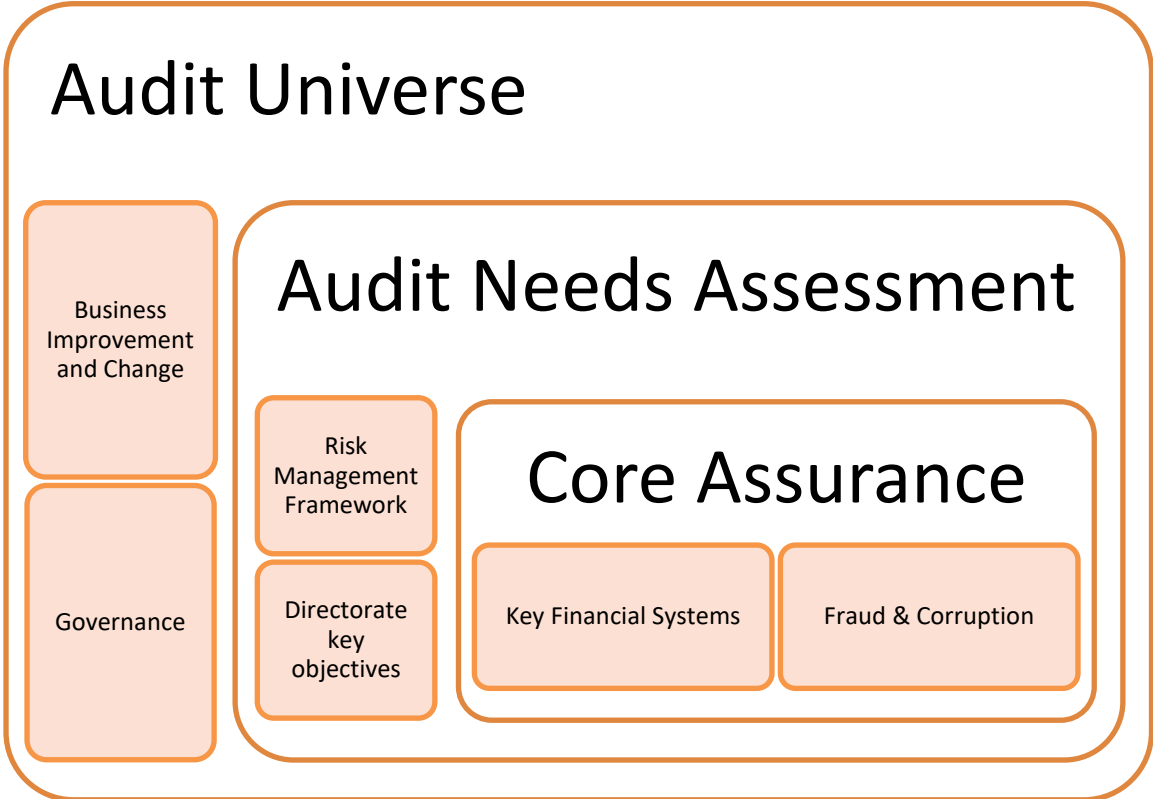 Audit Universe
Business
Improvement
and Change
Governance
Audit Needs Assessment
Risk
Management
Framework
Directorate
key
objectives
Core Assurance
Key Financial Systems
Fraud & Corruption